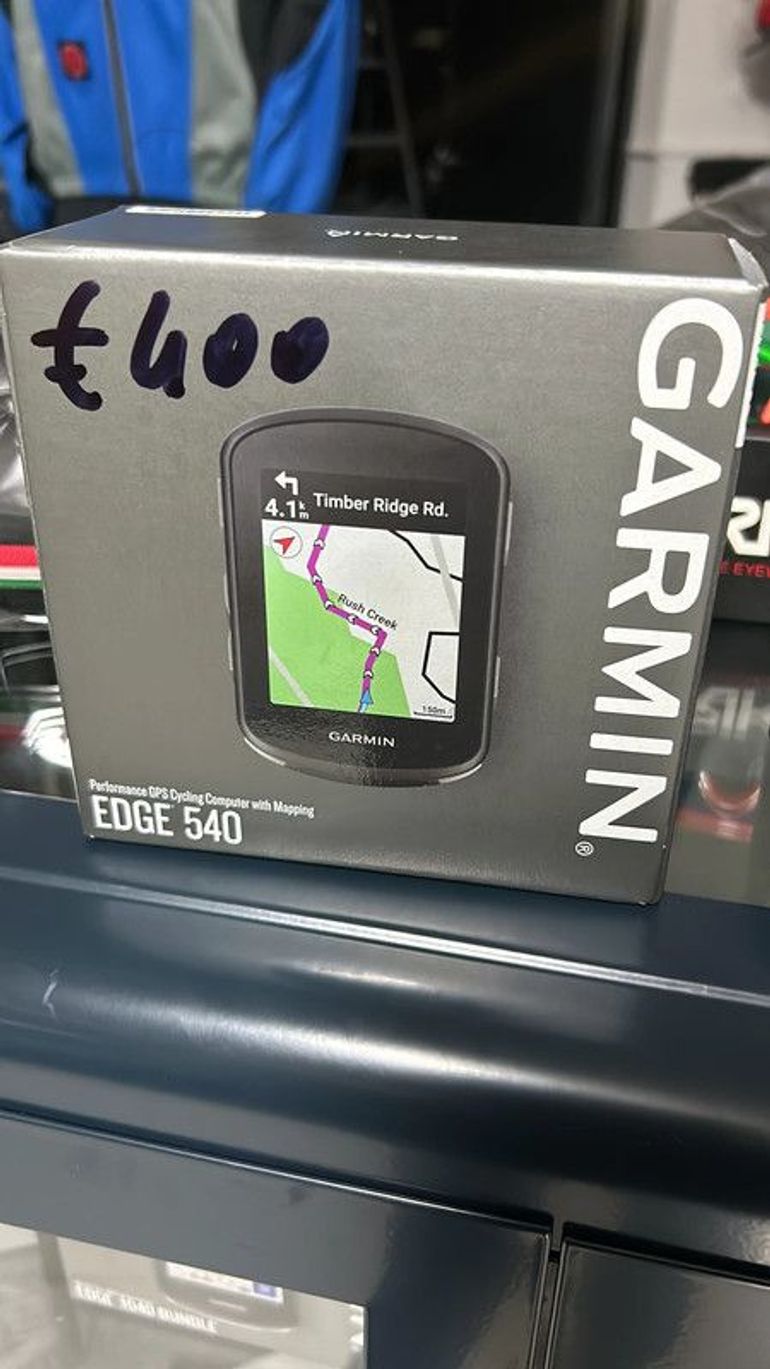 GARMIN
€400
GARMIN®
4.1 km
Timber Ridge Rd.
Rush Creek
150m
GARMIN
Performance GPS Cycling Computer with Mapping
EDGE 540
EDGE 1040 BUNDLE